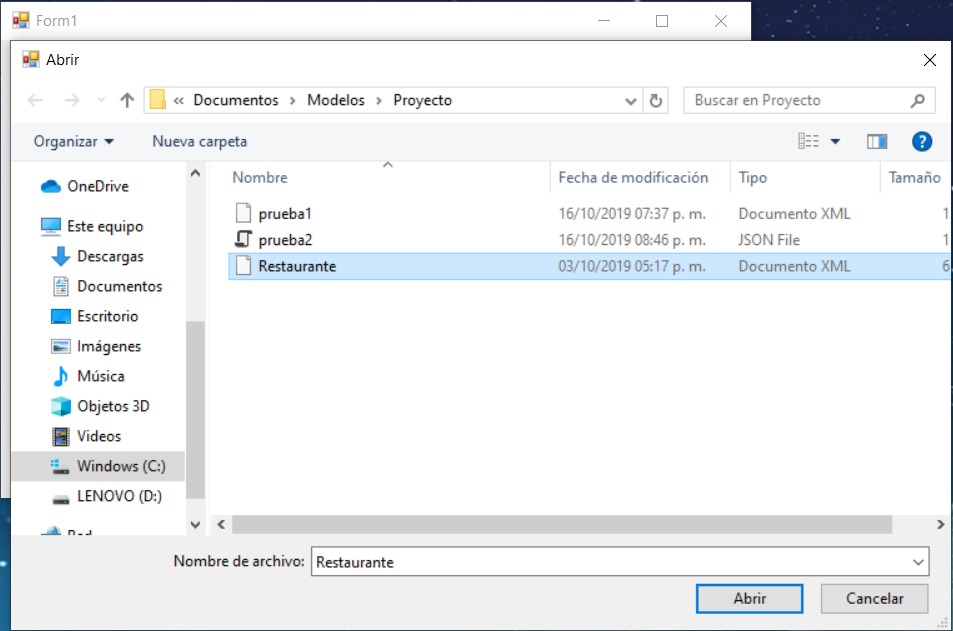 Form1
Abrir
« Documentos › Modelos › Proyecto
Buscar en Proyecto
Organizar
Nueva carpeta
Nombre
Fecha de modificación
Tipo
Tamaño
OneDrive
Este equipo
Descargas
Documentos
Escritorio
Imágenes
Música
Objetos 3D
Videos
Windows (C:)
LENOVO (D:)
prueba1 16/10/2019 07:37 p. m. Documento XML 1
prueba2 16/10/2019 08:46 p. m. JSON File 1
Restaurante 03/10/2019 05:17 p. m. Documento XML 6
Nombre de archivo: Restaurante
Abrir
Cancelar